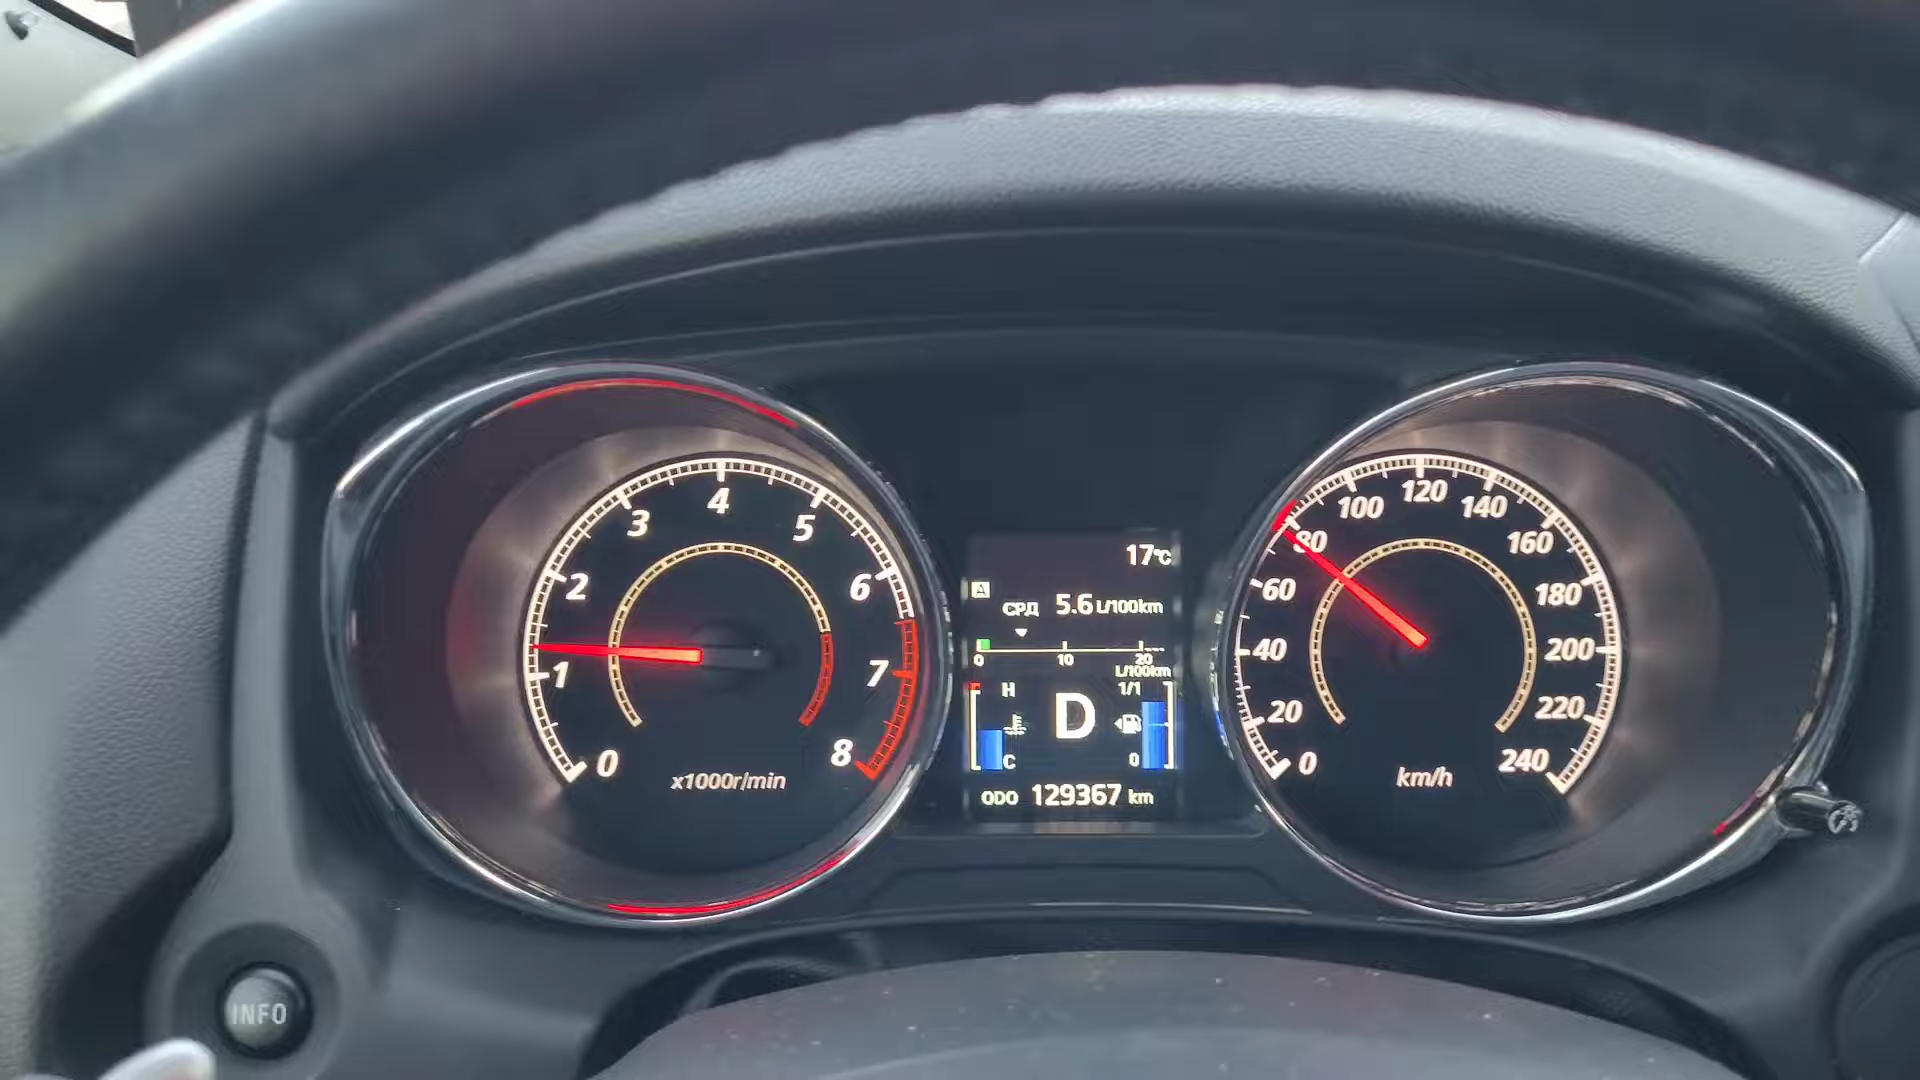 0
1
2
3
4
5
6
7
8
x1000r/min
17°C
A
СРД 5.6 L/100km
0 10 20
L/100km
H 1/1
D
C 0
ODO 129367 km
0
20
40
60
80
100
120
140
160
180
200
220
240
km/h
INFO